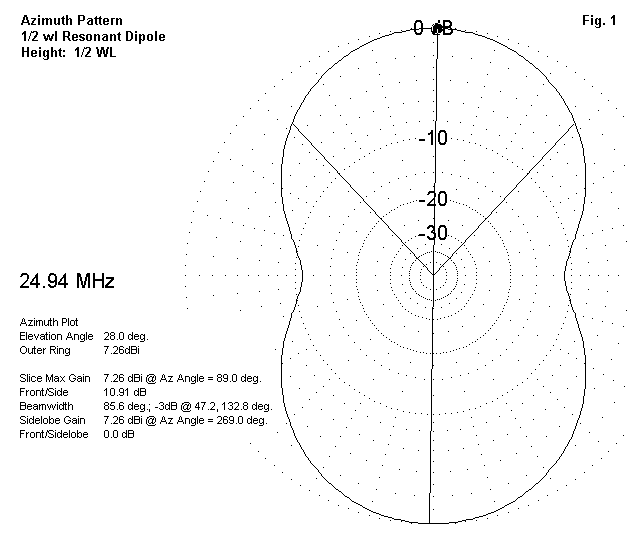 Azimuth Pattern
1/2 wl Resonant Dipole
Height: 1/2 WL
Fig. 1
0 dB
-10
-20
-30
24.94 MHz
Azimuth Plot
Elevation Angle 28.0 deg.
Outer Ring 7.26dBi
Slice Max Gain 7.26 dBi @ Az Angle = 89.0 deg.
Front/Side 10.91 dB
Beamwidth 85.6 deg.; -3dB @ 47.2, 132.8 deg.
Sidelobe Gain 7.26 dBi @ Az Angle = 269.0 deg.
Front/Sidelobe 0.0 dB